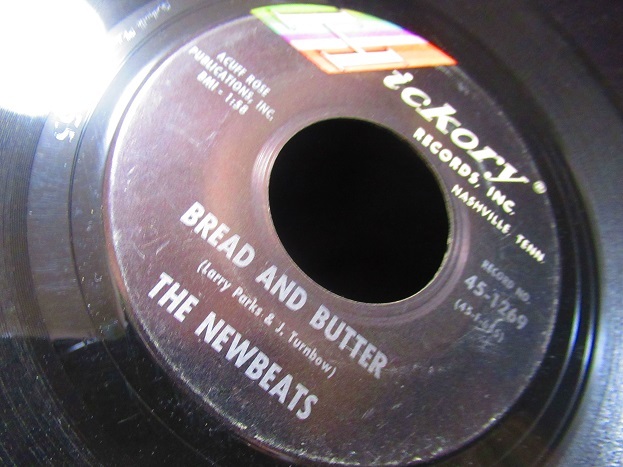 Hickory®
RECORDS, INC.
NASHVILLE, TENN.
ACUFF ROSE
PUBLICATIONS, INC.
BMI - 1:58
RECORD NO.
45-1269
BREAD AND BUTTER
(Larry Parks & J. Turnbow)
THE NEWBEATS